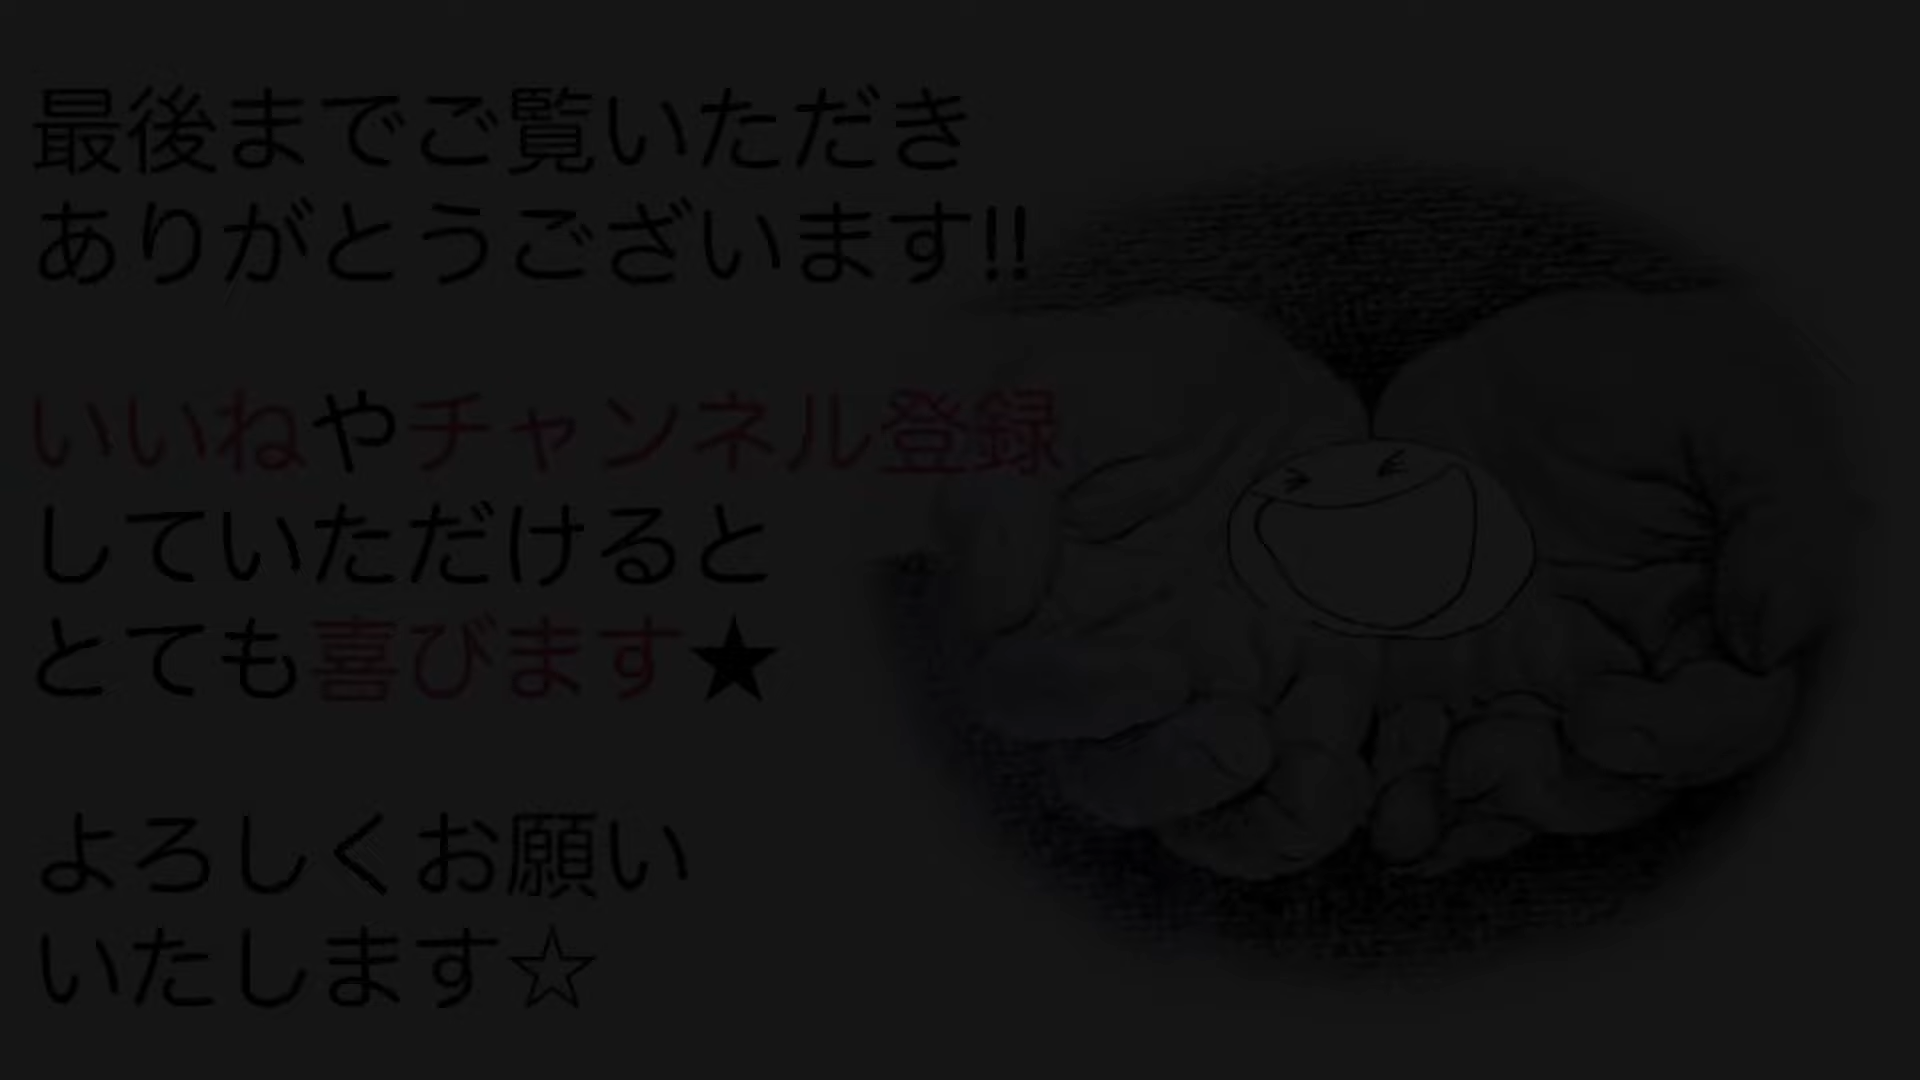 最後までご覧いただき
ありがとうございます!!
いいねやチャンネル登録
していただけると
とても喜びます★
よろしくお願い
いたします☆